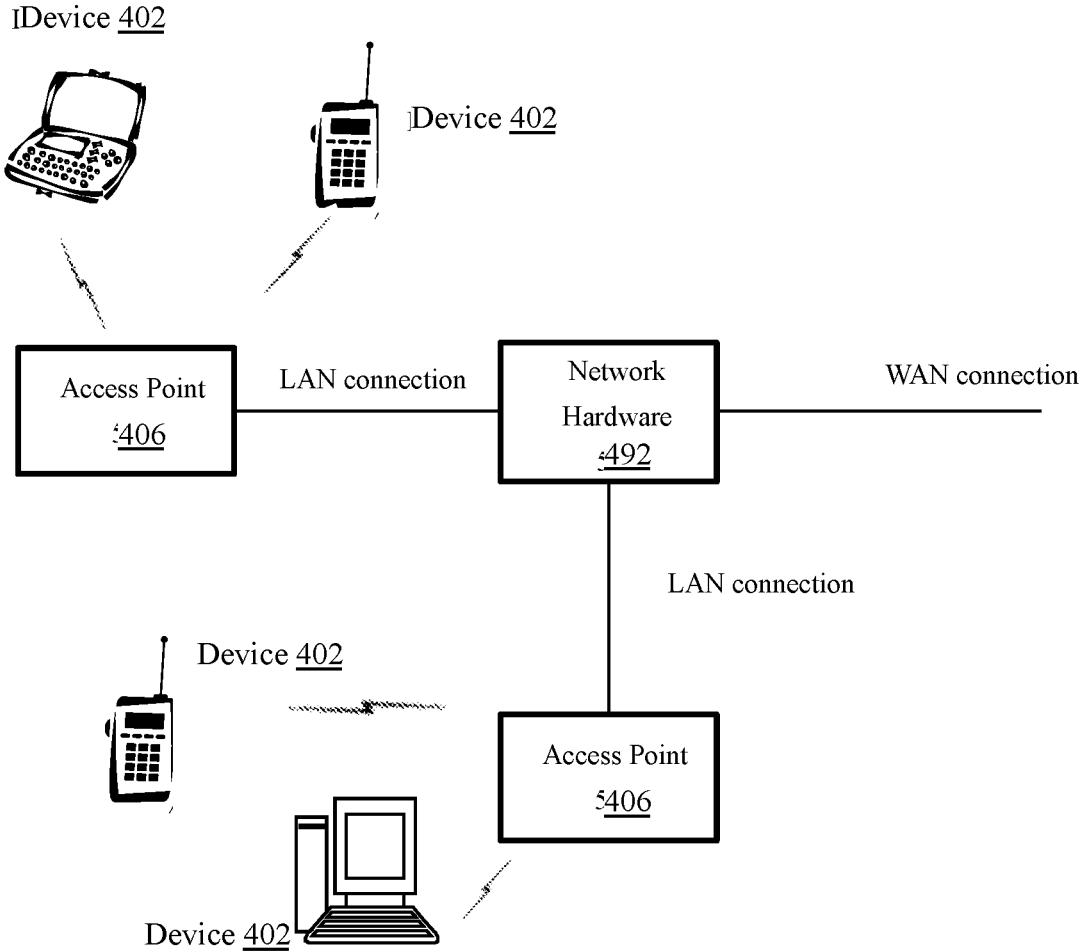 Device 402
Device 402
Access Point
406
LAN connection
Network
Hardware
492
WAN connection
LAN connection
Device 402
Access Point
406
Device 402